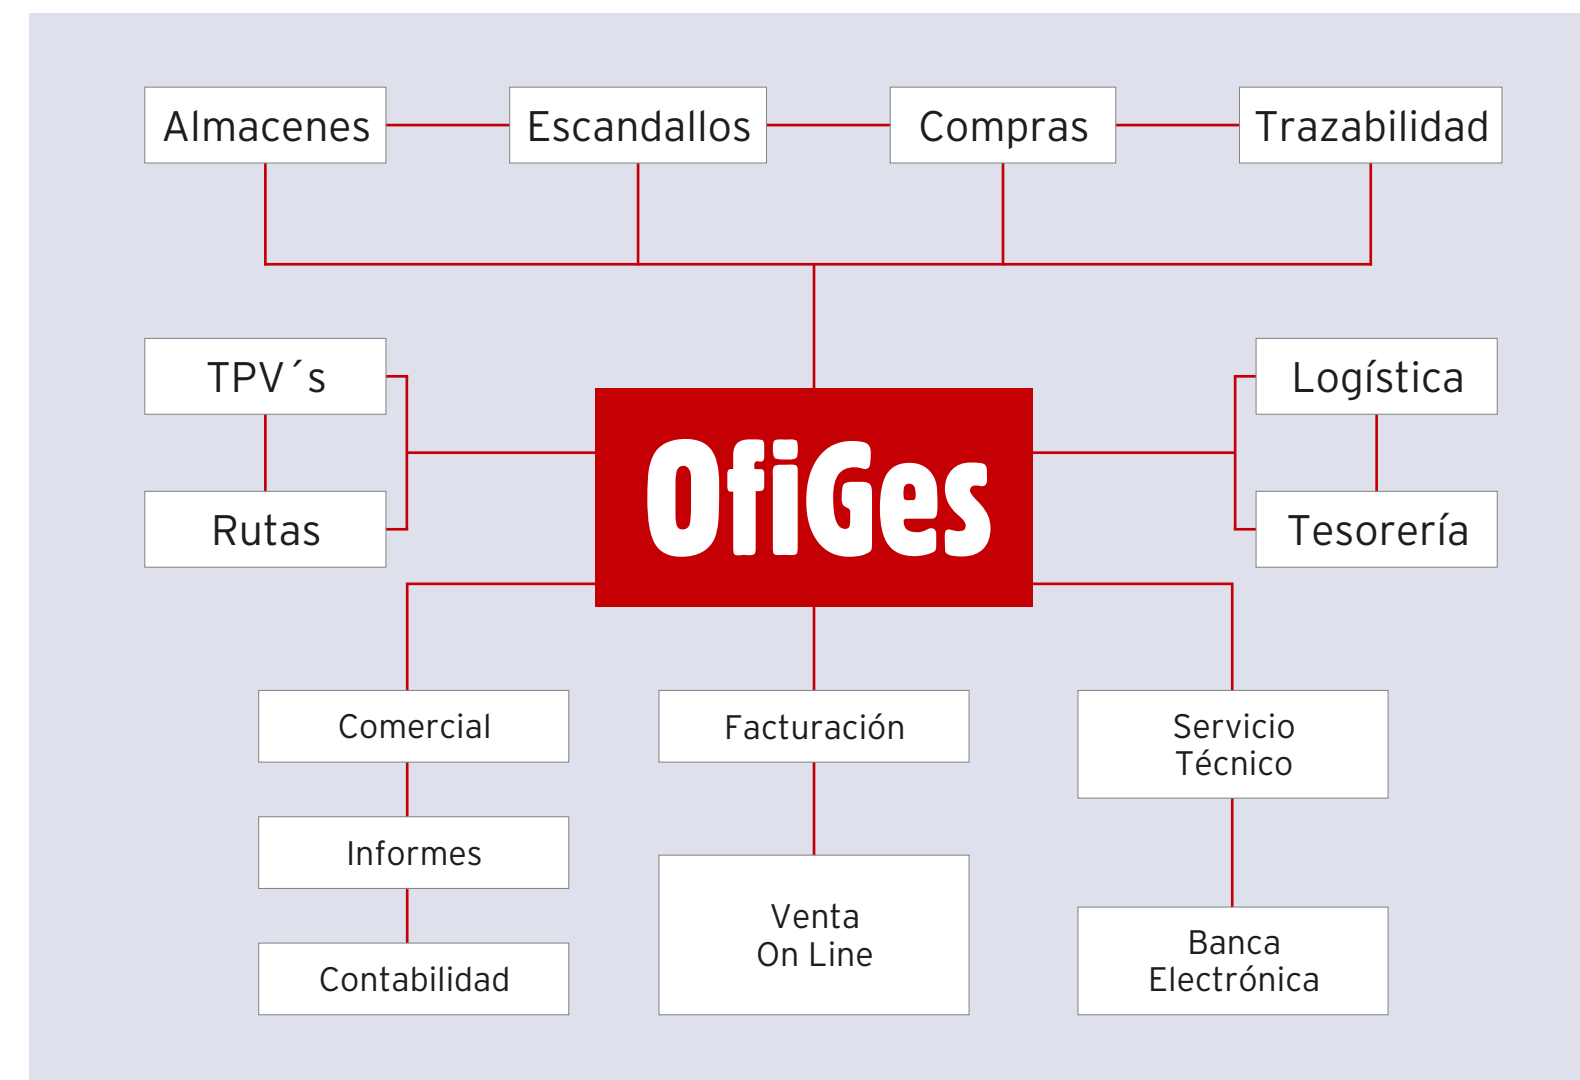 Almacenes
Escandallos
Compras
Trazabilidad
TPV´s
Logística
OfiGes
Rutas
Tesorería
Comercial
Facturación
Servicio
Técnico
Informes
Venta
On Line
Banca
Electrónica
Contabilidad